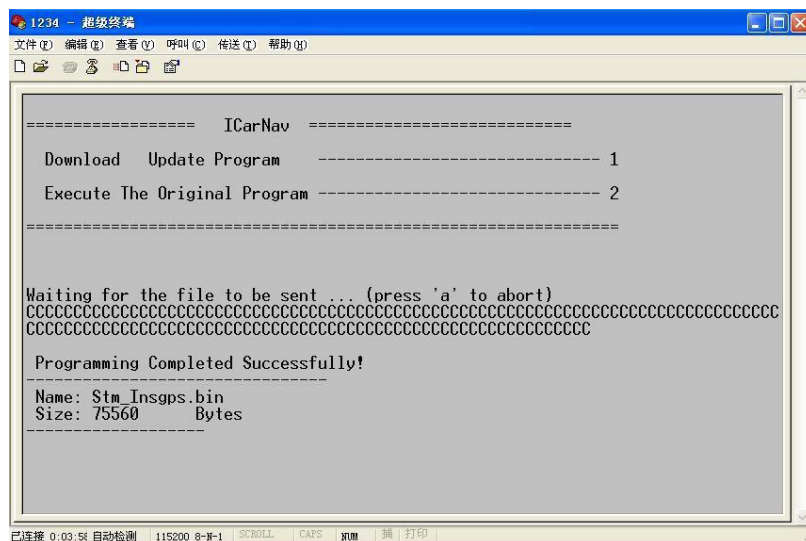 1234 - 超级终端
文件(F) 编辑(E) 查看(V) 呼叫(C) 传送(T) 帮助(H)
================== ICarNav ============================
Download Update Program ------------------------------ 1
Execute The Original Program ------------------------------ 2
===============================================================
Waiting for the file to be sent ... (press 'a' to abort)
CCCCCCCCCCCCCCCCCCCCCCCCCCCCCCCCCCCCCCCCCCCCCCCCCCCCCCCCCCCCCCCCCCCCCCCCCCCCCCCC
CCCCCCCCCCCCCCCCCCCCCCCCCCCCCCCCCCCCCCCCCCCCCCCCCCCCCCCCCCCC
Programming Completed Successfully!
--------------------------------
Name: Stm_Insgps.bin
Size: 75560 Bytes
-------------------
已连接 0:03:58 自动检测 115200 8-N-1 SCROLL CAPS NUM 捕 打印